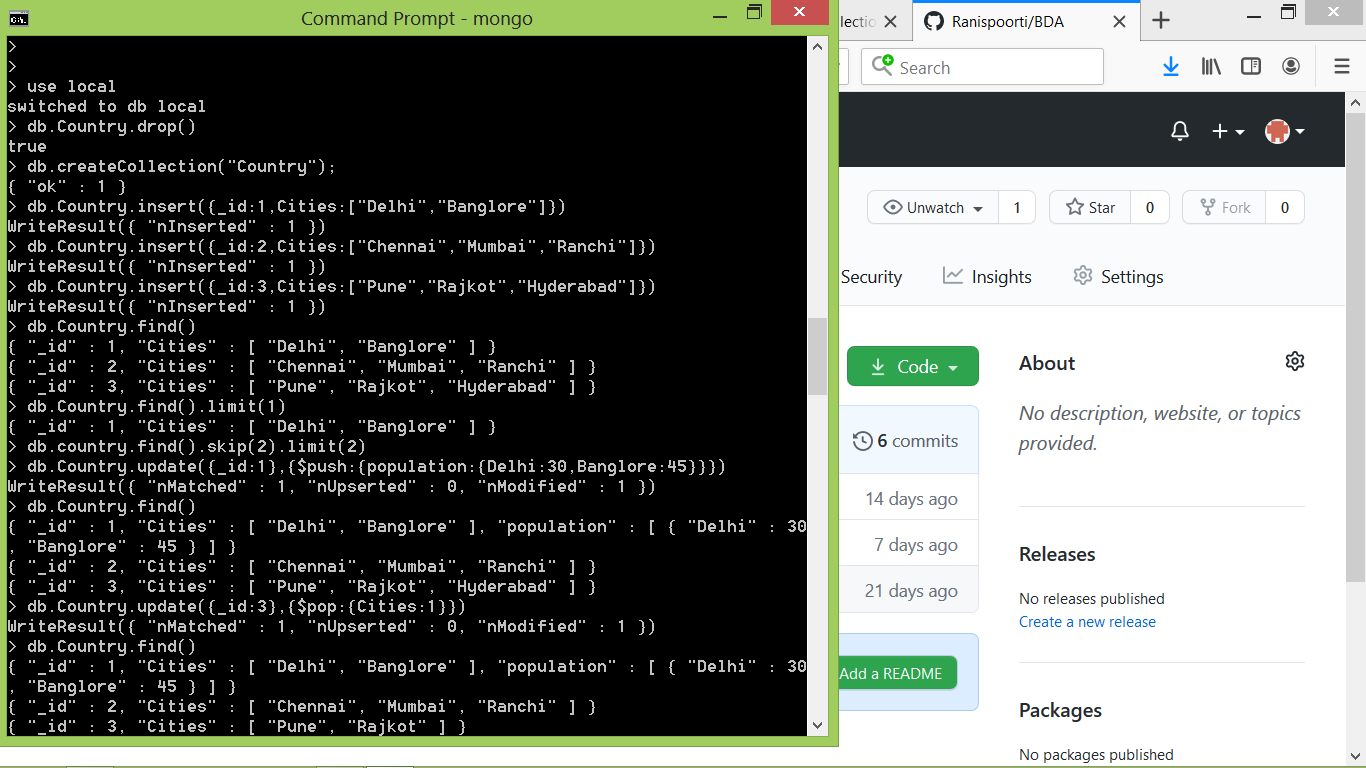 Command Prompt - mongo
>
>
> use local
switched to db local
> db.Country.drop()
true
> db.createCollection("Country");
{ "ok" : 1 }
> db.Country.insert({_id:1,Cities:["Delhi","Banglore"]})
WriteResult({ "nInserted" : 1 })
> db.Country.insert({_id:2,Cities:["Chennai","Mumbai","Ranchi"]})
WriteResult({ "nInserted" : 1 })
> db.Country.insert({_id:3,Cities:["Pune","Rajkot","Hyderabad"]})
WriteResult({ "nInserted" : 1 })
> db.Country.find()
{ "_id" : 1, "Cities" : [ "Delhi", "Banglore" ] }
{ "_id" : 2, "Cities" : [ "Chennai", "Mumbai", "Ranchi" ] }
{ "_id" : 3, "Cities" : [ "Pune", "Rajkot", "Hyderabad" ] }
> db.Country.find().limit(1)
{ "_id" : 1, "Cities" : [ "Delhi", "Banglore" ] }
> db.country.find().skip(2).limit(2)
> db.Country.update({_id:1},{$push:{population:{Delhi:30,Banglore:45}}})
WriteResult({ "nMatched" : 1, "nUpserted" : 0, "nModified" : 1 })
> db.Country.find()
{ "_id" : 1, "Cities" : [ "Delhi", "Banglore" ], "population" : [ { "Delhi" : 30
, "Banglore" : 45 } ] }
{ "_id" : 2, "Cities" : [ "Chennai", "Mumbai", "Ranchi" ] }
{ "_id" : 3, "Cities" : [ "Pune", "Rajkot", "Hyderabad" ] }
> db.Country.update({_id:3},{$pop:{Cities:1}})
WriteResult({ "nMatched" : 1, "nUpserted" : 0, "nModified" : 1 })
> db.Country.find()
{ "_id" : 1, "Cities" : [ "Delhi", "Banglore" ], "population" : [ { "Delhi" : 30
, "Banglore" : 45 } ] }
{ "_id" : 2, "Cities" : [ "Chennai", "Mumbai", "Ranchi" ] }
{ "_id" : 3, "Cities" : [ "Pune", "Rajkot" ] }
Ranispoorti/BDA
Search
Unwatch 1 Star 0 Fork 0
Security Insights Settings
Code
6 commits
14 days ago
7 days ago
21 days ago
Add a README
About
No description, website, or topics
provided.
Releases
No releases published
Create a new release
Packages
No packages published